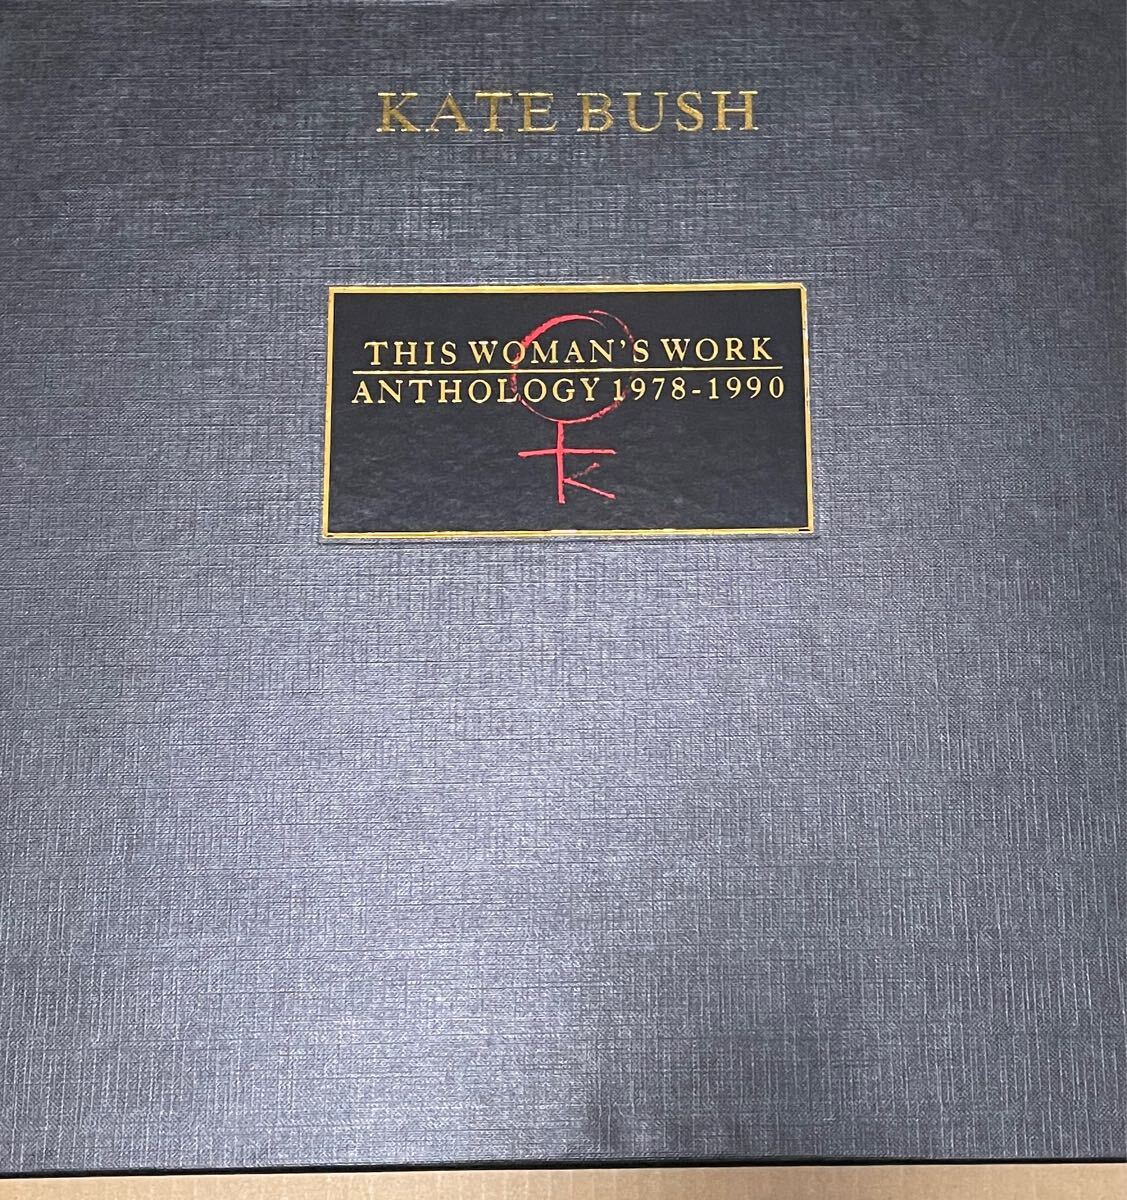 KATE BUSH
THIS WOMAN'S WORK
ANTHOLOGY 1978-1990
K